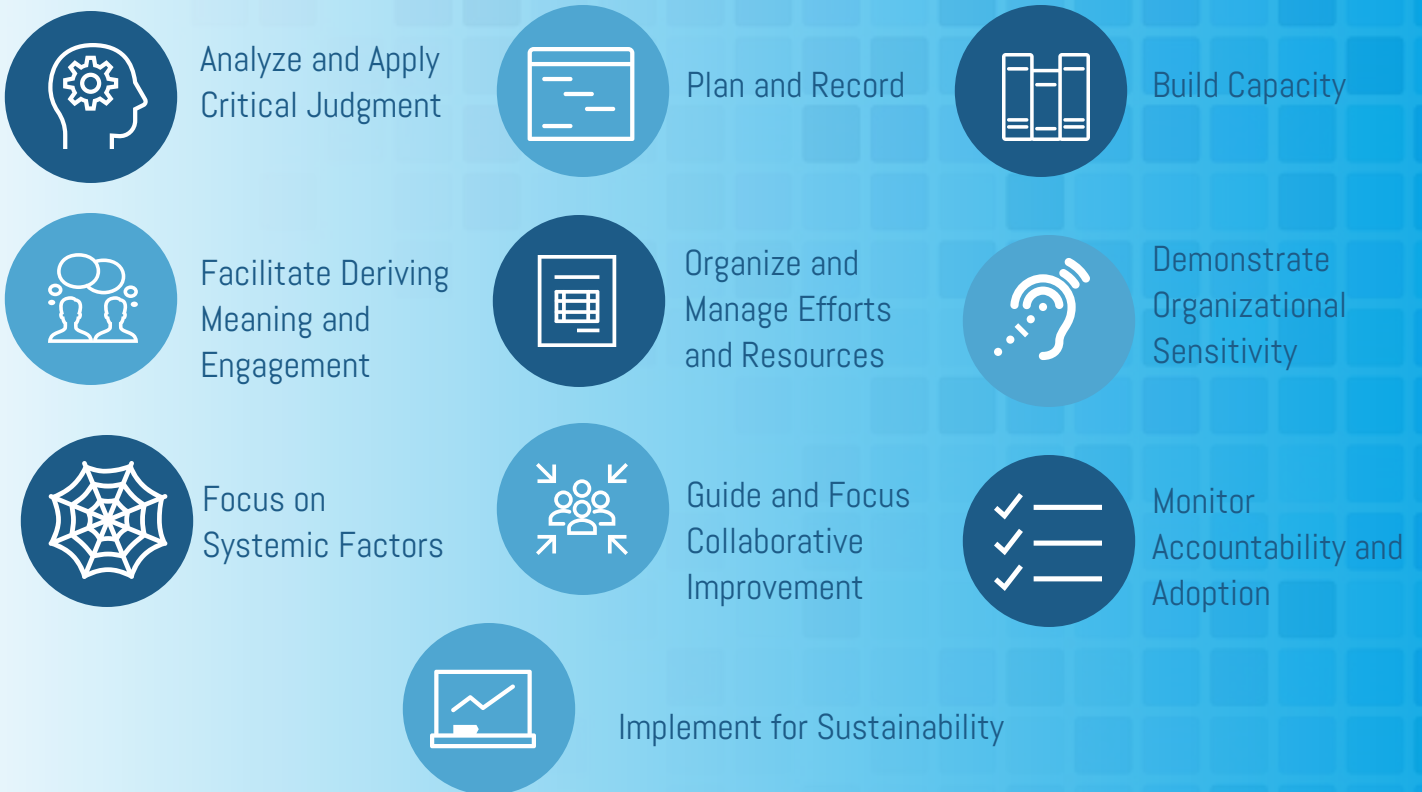 Analyze and Apply
Critical Judgment
Plan and Record
Build Capacity
Facilitate Deriving
Meaning and
Engagement
Organize and
Manage Efforts
and Resources
Demonstrate
Organizational
Sensitivity
Focus on
Systemic Factors
Guide and Focus
Collaborative
Improvement
Monitor
Accountability and
Adoption
Implement for Sustainability